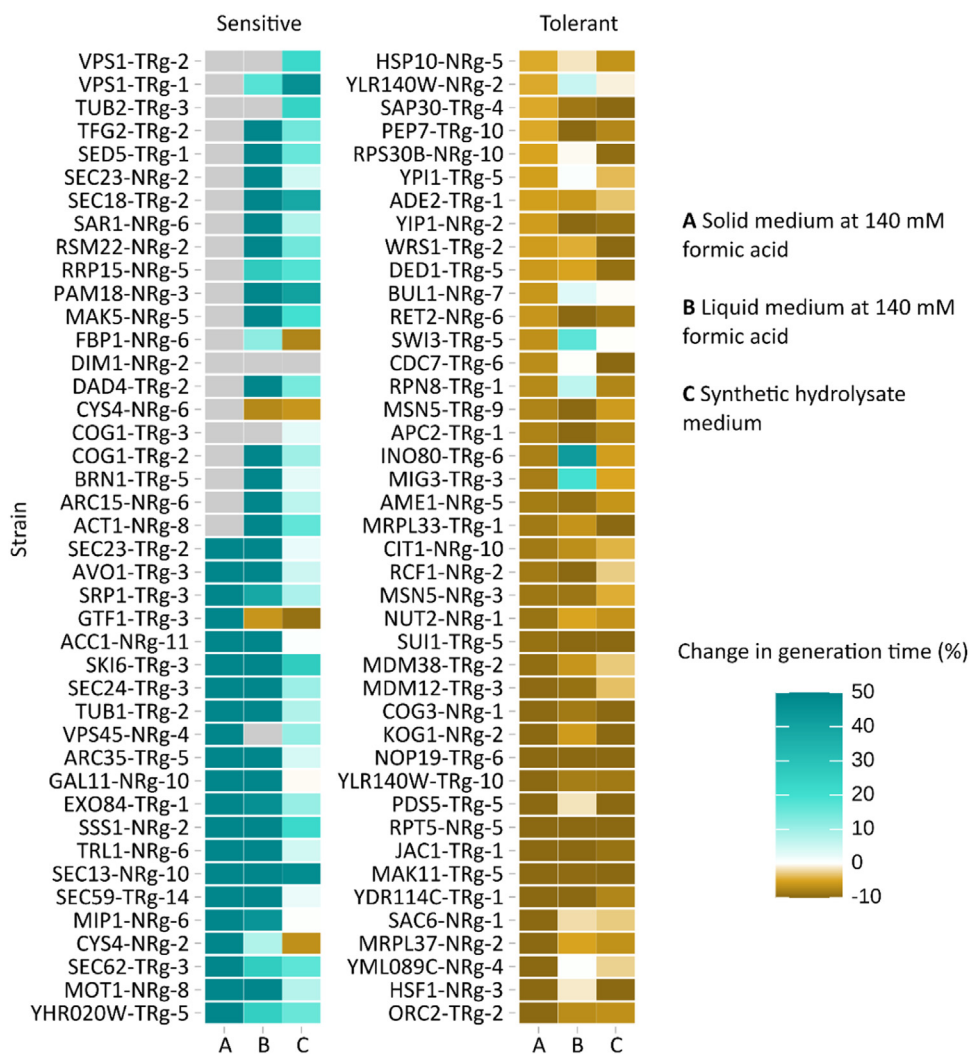 Sensitive
Tolerant
Strain
VPS1-TRg-2
VPS1-TRg-1
TUB2-TRg-3
TFG2-TRg-2
SED5-TRg-1
SEC23-NRg-2
SEC18-TRg-2
SAR1-NRg-6
RSM22-NRg-2
RRP15-NRg-5
PAM18-NRg-3
MAK5-NRg-5
FBP1-NRg-6
DIM1-NRg-2
DAD4-TRg-2
CYS4-NRg-6
COG1-TRg-3
COG1-TRg-2
BRN1-TRg-5
ARC15-NRg-6
ACT1-NRg-8
SEC23-TRg-2
AVO1-TRg-3
SRP1-TRg-3
GTF1-TRg-3
ACC1-NRg-11
SKI6-TRg-3
SEC24-TRg-3
TUB1-TRg-2
VPS45-NRg-4
ARC35-TRg-5
GAL11-NRg-10
EXO84-TRg-1
SSS1-NRg-2
TRL1-NRg-6
SEC13-NRg-10
SEC59-TRg-14
MIP1-NRg-6
CYS4-NRg-2
SEC62-TRg-3
MOT1-NRg-8
YHR020W-TRg-5
A B C
HSP10-NRg-5
YLR140W-NRg-2
SAP30-TRg-4
PEP7-TRg-10
RPS30B-NRg-10
YPI1-TRg-5
ADE2-TRg-1
YIP1-NRg-2
WRS1-TRg-2
DED1-TRg-5
BUL1-NRg-7
RET2-NRg-6
SWI3-TRg-5
CDC7-TRg-6
RPN8-TRg-1
MSN5-TRg-9
APC2-TRg-1
INO80-TRg-6
MIG3-TRg-3
AME1-NRg-5
MRPL33-TRg-1
CIT1-NRg-10
RCF1-NRg-2
MSN5-NRg-3
NUT2-NRg-1
SUI1-TRg-5
MDM38-TRg-2
MDM12-TRg-3
COG3-NRg-1
KOG1-NRg-2
NOP19-TRg-6
YLR140W-TRg-10
PDS5-TRg-5
RPT5-NRg-5
JAC1-TRg-1
MAK11-TRg-5
YDR114C-TRg-1
SAC6-NRg-1
MRPL37-NRg-2
YML089C-NRg-4
HSF1-NRg-3
ORC2-TRg-2
A B C
A Solid medium at 140 mM
formic acid
B Liquid medium at 140 mM
formic acid
C Synthetic hydrolysate
medium
Change in generation time (%)
50
40
30
20
10
0
-10